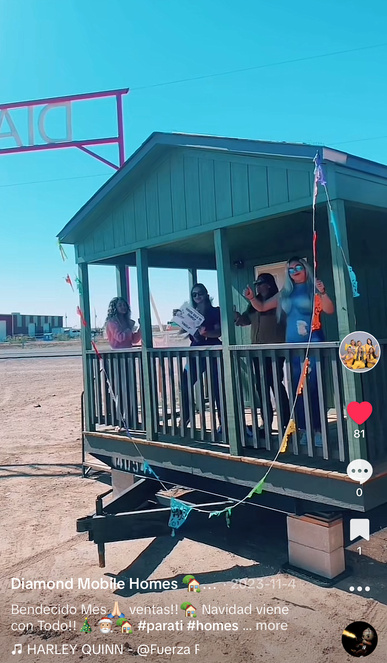 DIA
81
0
1
Diamond Mobile Homes 🏡... · 2023-11-4
Bendecido Mes🙏🏻 ventas!! 🏡 Navidad viene
con Todo!!🎄🎅🏻🏡 #parati #homes ... more
♫ HARLEY QUINN - @Fuerza R